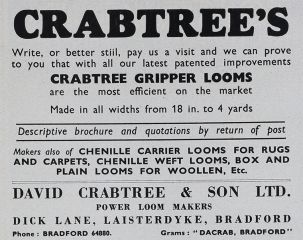 CRABTREE'S
Write, or better still, pay us a visit and we can prove
to you that with all our latest patented improvements
CRABTREE GRIPPER LOOMS
are the most efficient on the market
Made in all widths from 18 in. to 4 yards
Descriptive brochure and quotations by return of post
Makers also of CHENILLE CARRIER LOOMS FOR RUGS
AND CARPETS, CHENILLE WEFT LOOMS, BOX AND
PLAIN LOOMS FOR WOOLLEN, Etc.
DAVID CRABTREE & SON LTD.
POWER LOOM MAKERS
DICK LANE, LAISTERDYKE, BRADFORD
Phone: BRADFORD 64880. Grams: "DACRAB, BRADFORD"